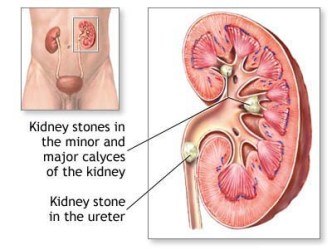 Kidney stones in
the minor and
major calyces
of the kidney
Kidney stone
in the ureter